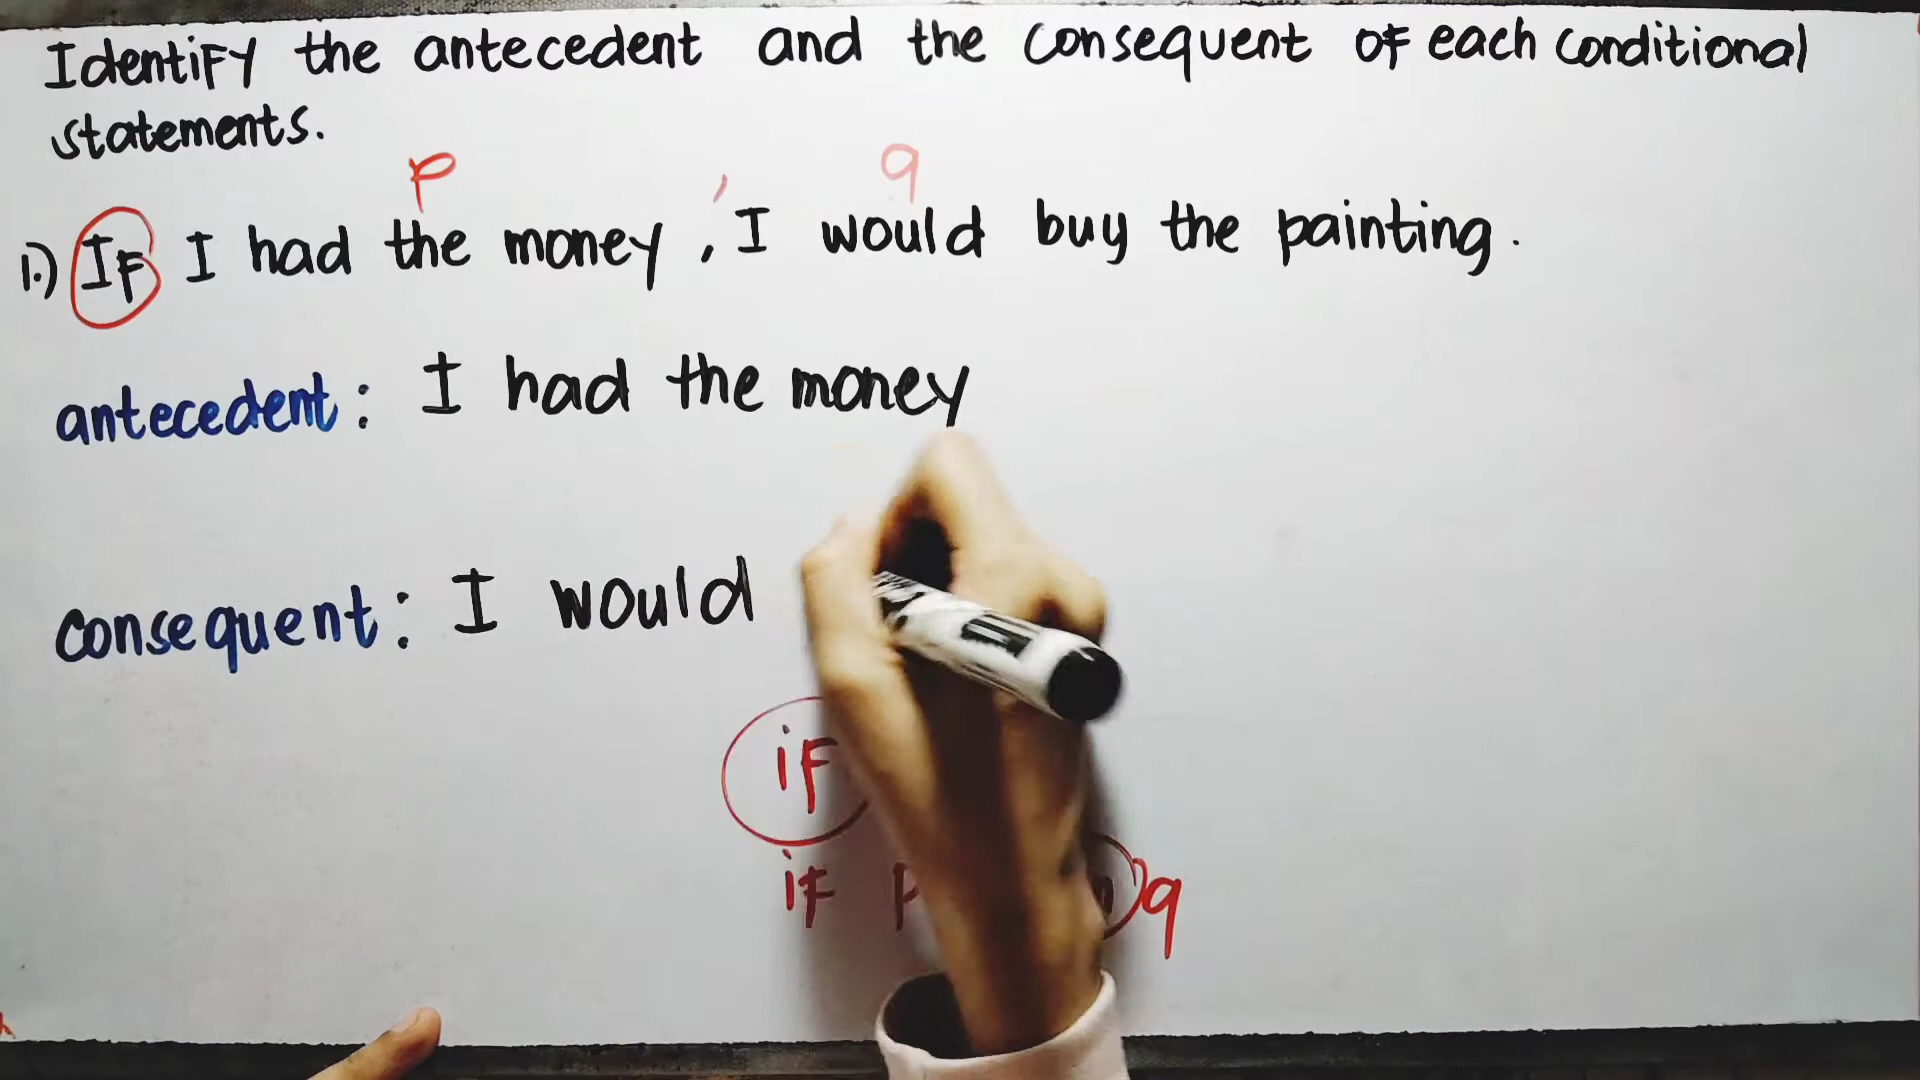 Identify the antecedent and the consequent of each conditional
statements.
p , q
1.) If I had the money, I would buy the painting.
antecedent: I had the money
consequent: I would
if
if p q